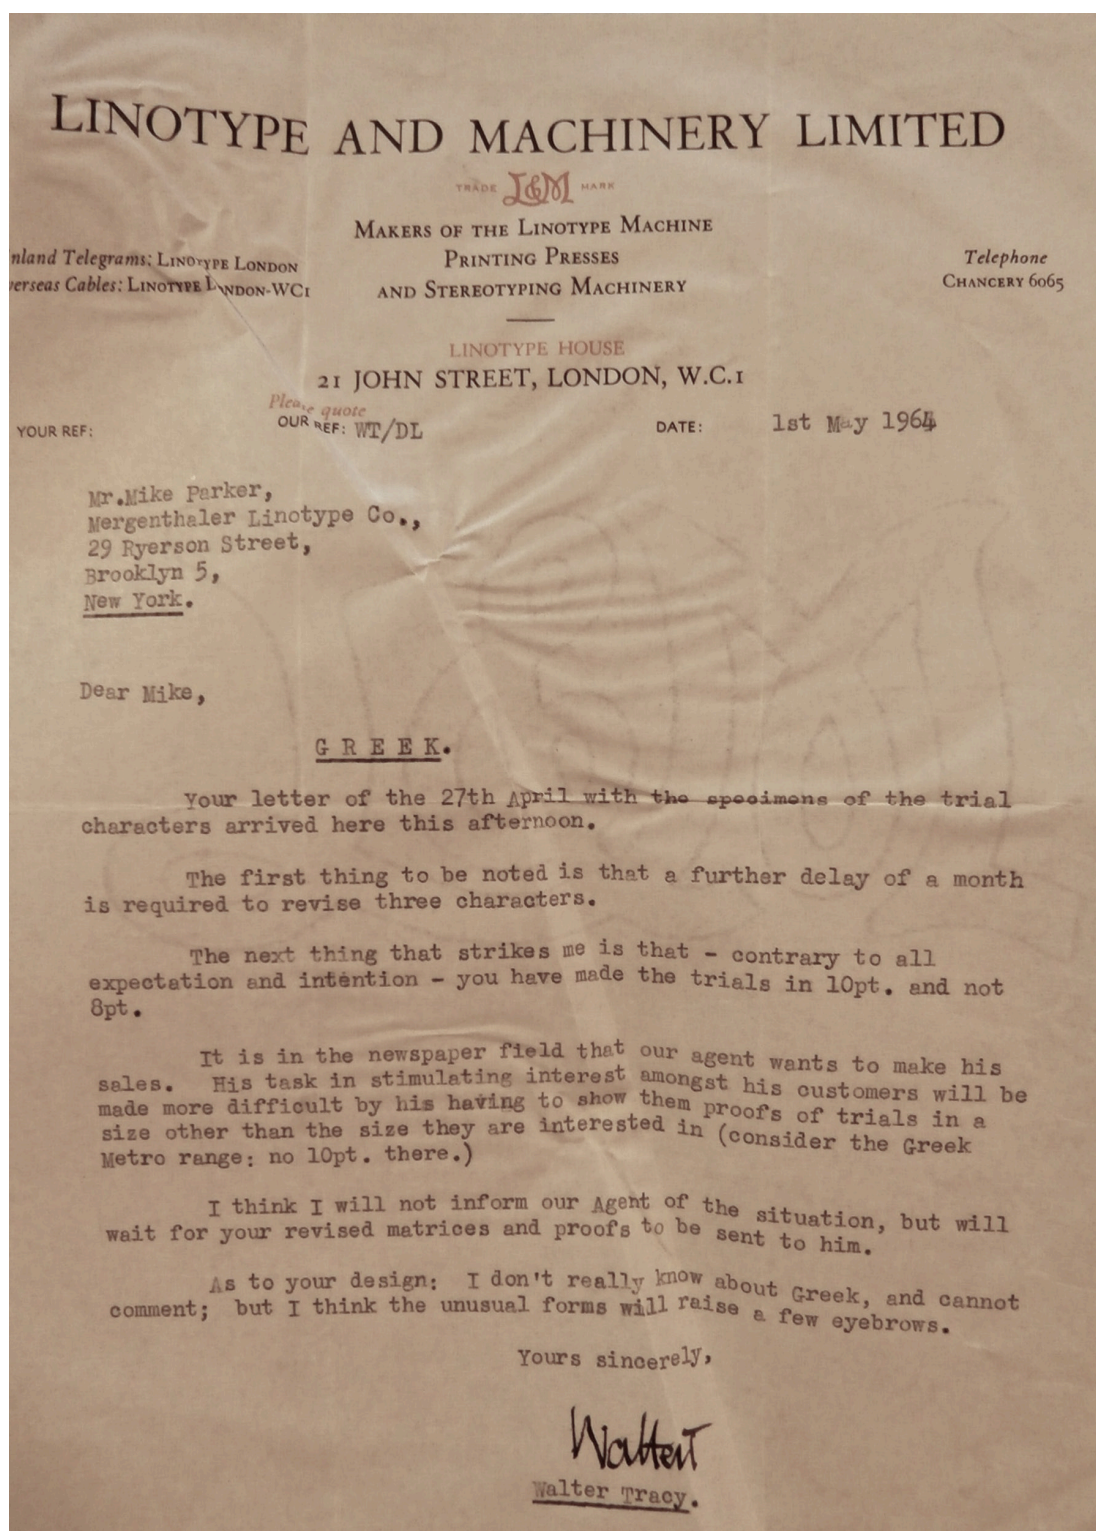 LINOTYPE AND MACHINERY LIMITED
TRADE L&M MARK
MAKERS OF THE LINOTYPE MACHINE
PRINTING PRESSES
AND STEREOTYPING MACHINERY
nland Telegrams: LINOTYPE LONDON
erseas Cables: LINOTYPE LONDON-WC1
Telephone
CHANCERY 6065
LINOTYPE HOUSE
21 JOHN STREET, LONDON, W.C.1
Please quote
YOUR REF:
OUR REF: WT/DL
DATE: 1st May 1964
Mr.Mike Parker,
Mergenthaler Linotype Co.,
29 Ryerson Street,
Brooklyn 5,
New York.
Dear Mike,
G R E E K.
Your letter of the 27th April with the specimens of the trial
characters arrived here this afternoon.
The first thing to be noted is that a further delay of a month
is required to revise three characters.
The next thing that strikes me is that - contrary to all
expectation and intention - you have made the trials in 10pt. and not
8pt.
It is in the newspaper field that our agent wants to make his
sales. His task in stimulating interest amongst his customers will be
made more difficult by his having to show them proofs of trials in a
size other than the size they are interested in (consider the Greek
Metro range: no 10pt. there.)
I think I will not inform our Agent of the situation, but will
wait for your revised matrices and proofs to be sent to him.
As to your design: I don't really know about Greek, and cannot
comment; but I think the unusual forms will raise a few eyebrows.
Yours sincerely,
Walter T
Walter Tracy.